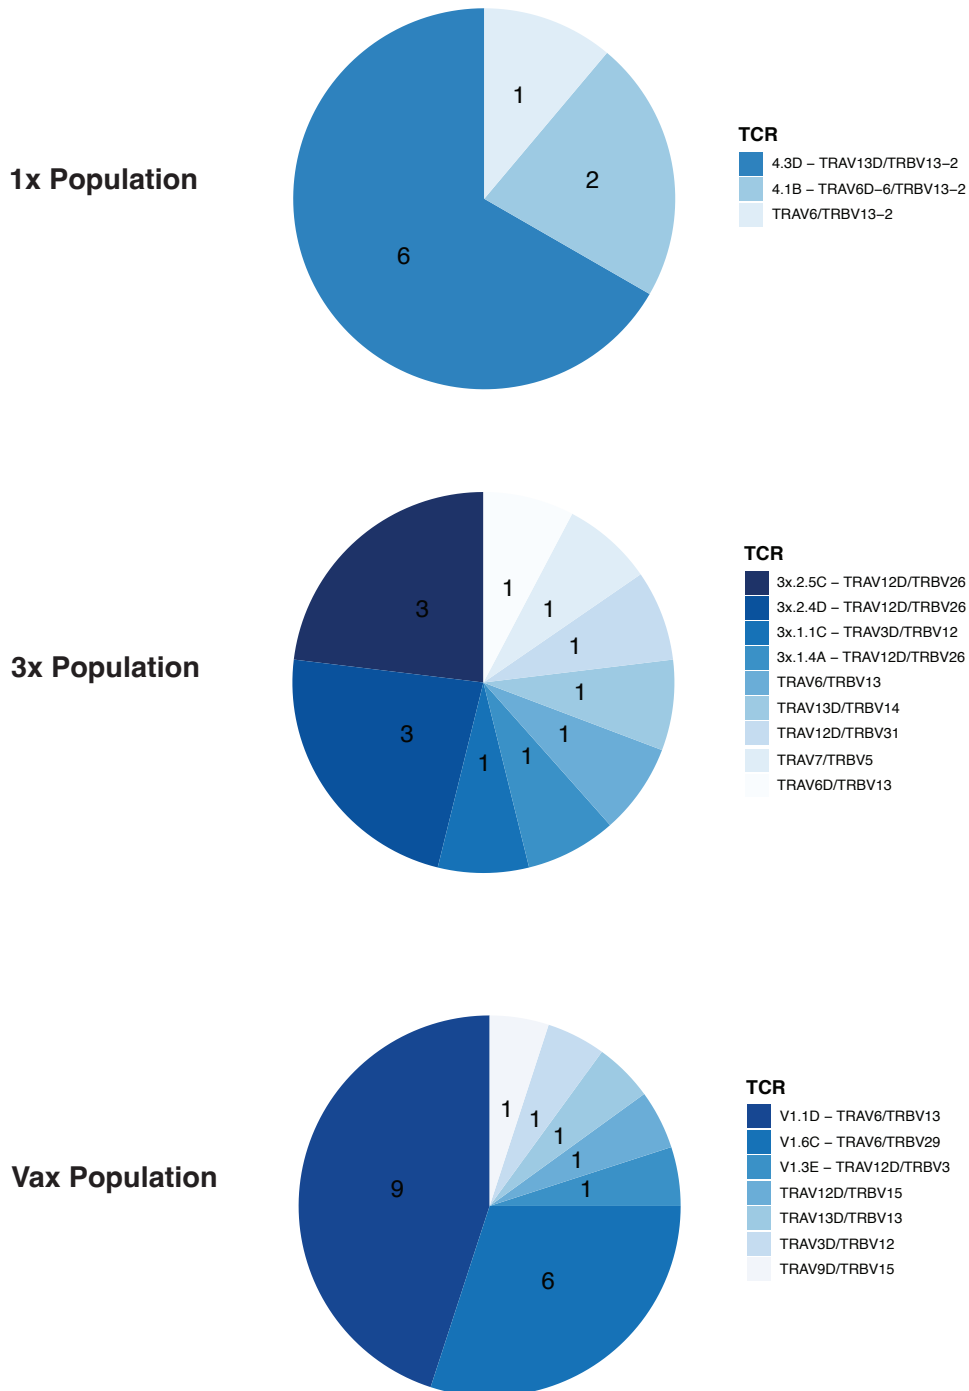 1x Population
1
2
6
TCR
4.3D – TRAV13D/TRBV13–2
4.1B – TRAV6D–6/TRBV13–2
TRAV6/TRBV13–2
3x Population
1
1
1
1
1
1
1
3
3
TCR
3x.2.5C – TRAV12D/TRBV26
3x.2.4D – TRAV12D/TRBV26
3x.1.1C – TRAV3D/TRBV12
3x.1.4A – TRAV12D/TRBV26
TRAV6/TRBV13
TRAV13D/TRBV14
TRAV12D/TRBV31
TRAV7/TRBV5
TRAV6D/TRBV13
Vax Population
1
1
1
1
1
9
6
TCR
V1.1D – TRAV6/TRBV13
V1.6C – TRAV6/TRBV29
V1.3E – TRAV12D/TRBV3
TRAV12D/TRBV15
TRAV13D/TRBV13
TRAV3D/TRBV12
TRAV9D/TRBV15